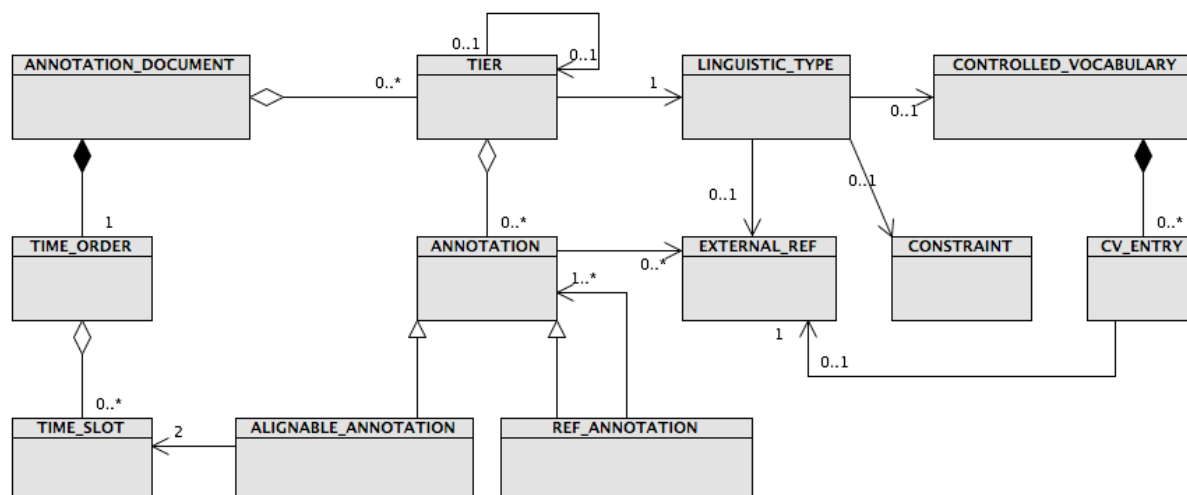 0..1
0..1
ANNOTATION_DOCUMENT
TIER
LINGUISTIC_TYPE
CONTROLLED_VOCABULARY
0..*
1
0..1
0..1
0..1
1
0..*
0..*
TIME_ORDER
ANNOTATION
EXTERNAL_REF
CONSTRAINT
CV_ENTRY
0..*
1..*
1
0..1
0..*
TIME_SLOT
ALIGNABLE_ANNOTATION
REF_ANNOTATION
2